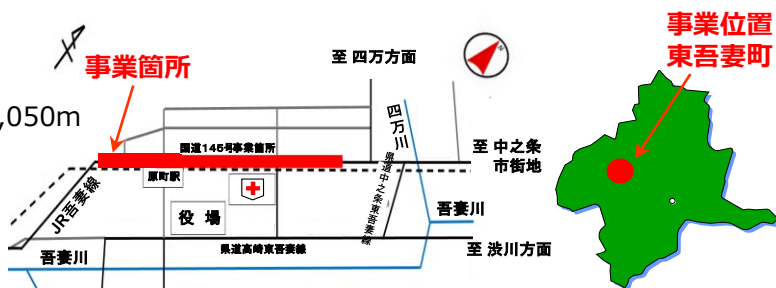 事業箇所
,050m
至 四万方面
事業位置
東吾妻町
国道145号事業箇所
四万川
至 中之条
市街地
原町駅
JR吾妻線
役場
県道中之条東吾妻線
吾妻川
県道高崎東吾妻線
至 渋川方面
吾妻川